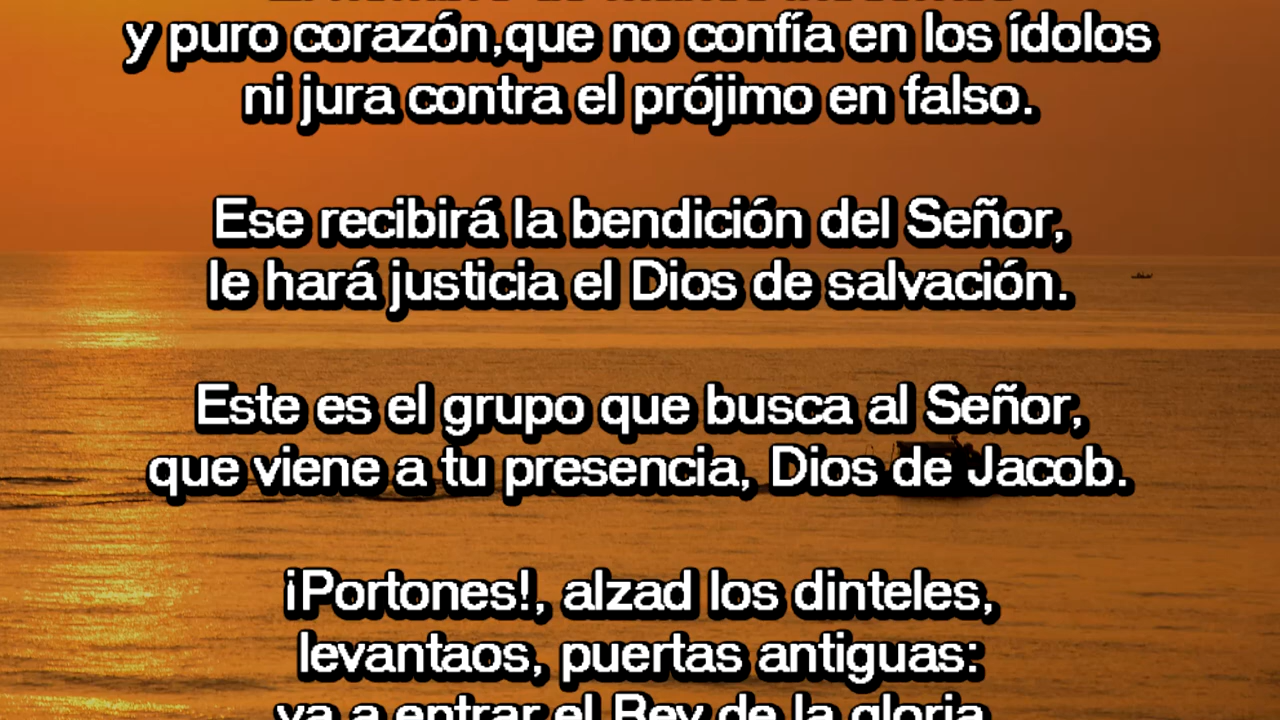 y puro corazón,que no confía en los ídolos
ni jura contra el prójimo en falso.
Ese recibirá la bendición del Señor,
le hará justicia el Dios de salvación.
Este es el grupo que busca al Señor,
que viene a tu presencia, Dios de Jacob.
¡Portones!, alzad los dinteles,
levantaos, puertas antiguas:
va a entrar el Rey de la gloria